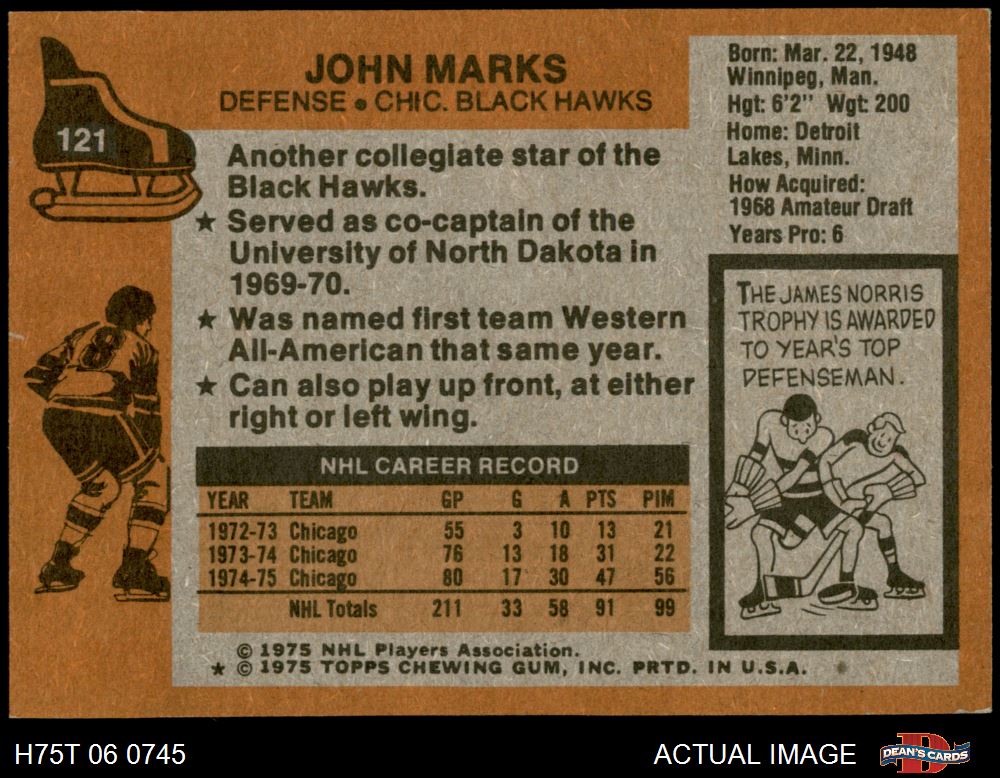 121
JOHN MARKS
DEFENSE • CHIC. BLACK HAWKS
Another collegiate star of the
Black Hawks.
★ Served as co-captain of the
University of North Dakota in
1969-70.
★ Was named first team Western
All-American that same year.
★ Can also play up front, at either
right or left wing.
Born: Mar. 22, 1948
Winnipeg, Man.
Hgt: 6'2" Wgt: 200
Home: Detroit
Lakes, Minn.
How Acquired:
1968 Amateur Draft
Years Pro: 6
8
THE JAMES NORRIS
TROPHY IS AWARDED
TO YEAR'S TOP
DEFENSEMAN.
NHL CAREER RECORD
YEAR TEAM GP G A PTS PIM
1972-73 Chicago 55 3 10 13 21
1973-74 Chicago 76 13 18 31 22
1974-75 Chicago 80 17 30 47 56
NHL Totals 211 33 58 91 99
© 1975 NHL Players Association.
★ © 1975 TOPPS CHEWING GUM, INC. PRTD. IN U.S.A.
H75T 06 0745
ACTUAL IMAGE
D
DEAN'S CARDS